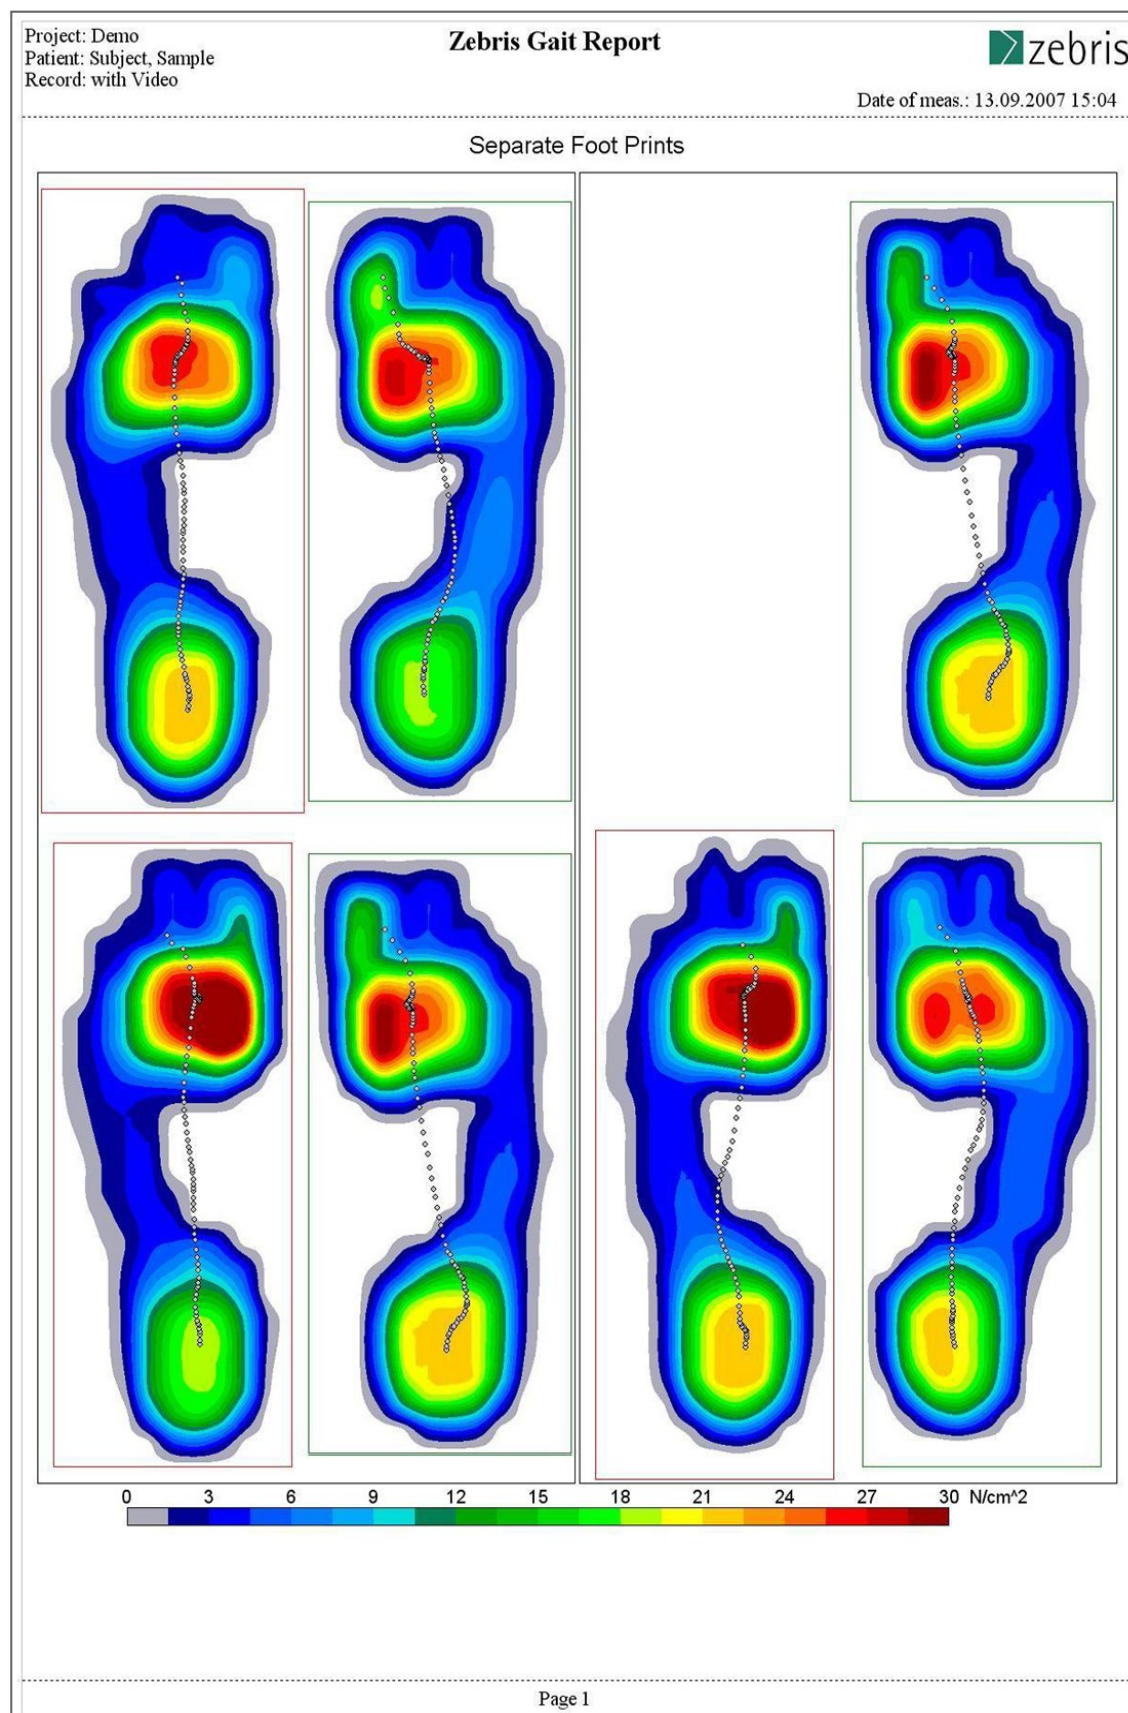 Project: Demo
Patient: Subject, Sample
Record: with Video
Zebris Gait Report
zebris
Date of meas.: 13.09.2007 15:04
Separate Foot Prints
0 3 6 9 12 15 18 21 24 27 30 N/cm^2
Page 1